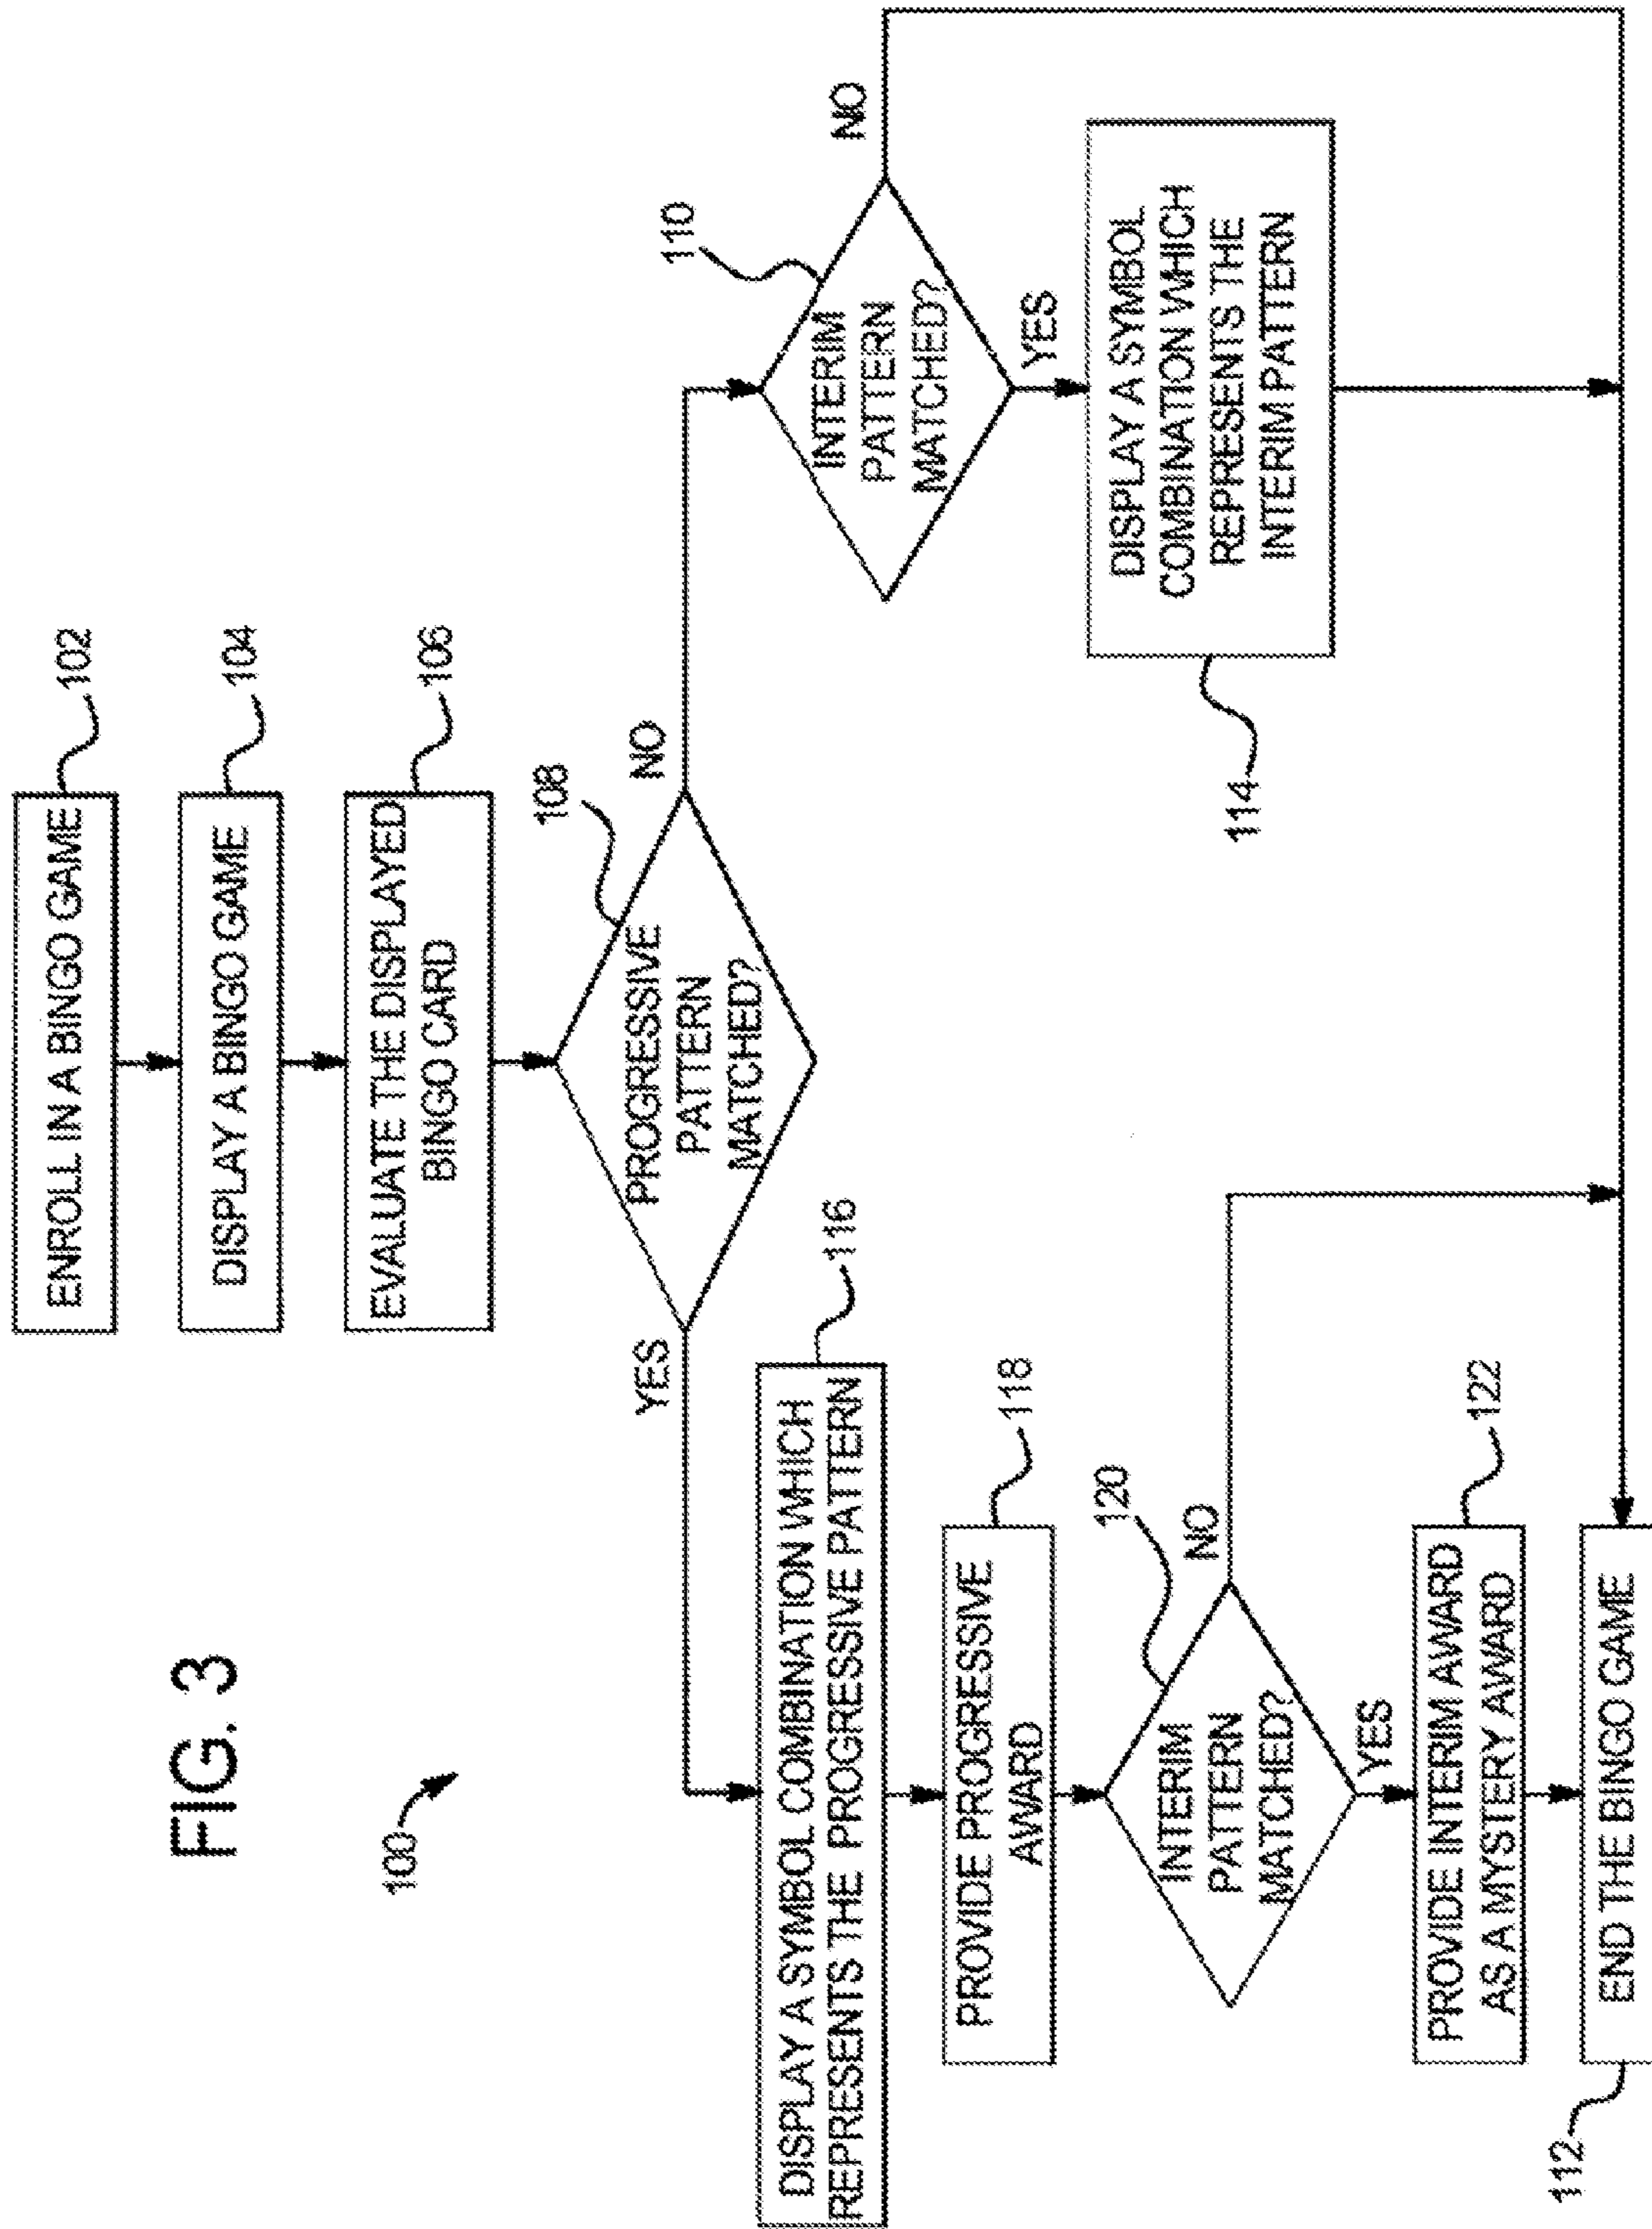 FIG. 3
100
ENROLL IN A BINGO GAME
102
DISPLAY A BINGO GAME
104
EVALUATE THE DISPLAYED
BINGO CARD
106
108
PROGRESSIVE
PATTERN
MATCHED?
YES
NO
DISPLAY A SYMBOL COMBINATION WHICH
REPRESENTS THE PROGRESSIVE PATTERN
116
110
INTERIM
PATTERN
MATCHED?
NO
YES
PROVIDE PROGRESSIVE
AWARD
118
DISPLAY A SYMBOL
COMBINATION WHICH
REPRESENTS THE
INTERIM PATTERN
114
120
INTERIM
PATTERN
MATCHED?
NO
YES
PROVIDE INTERIM AWARD
AS A MYSTERY AWARD
122
END THE BINGO GAME
112